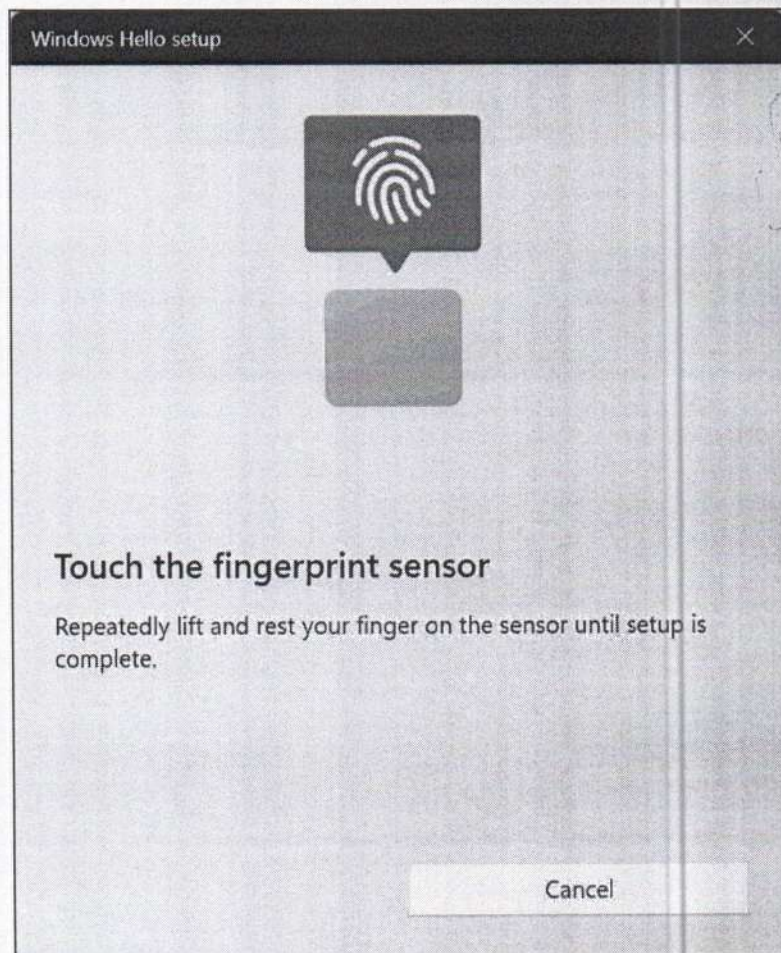 Windows Hello setup
Touch the fingerprint sensor
Repeatedly lift and rest your finger on the sensor until setup is
complete.
Cancel